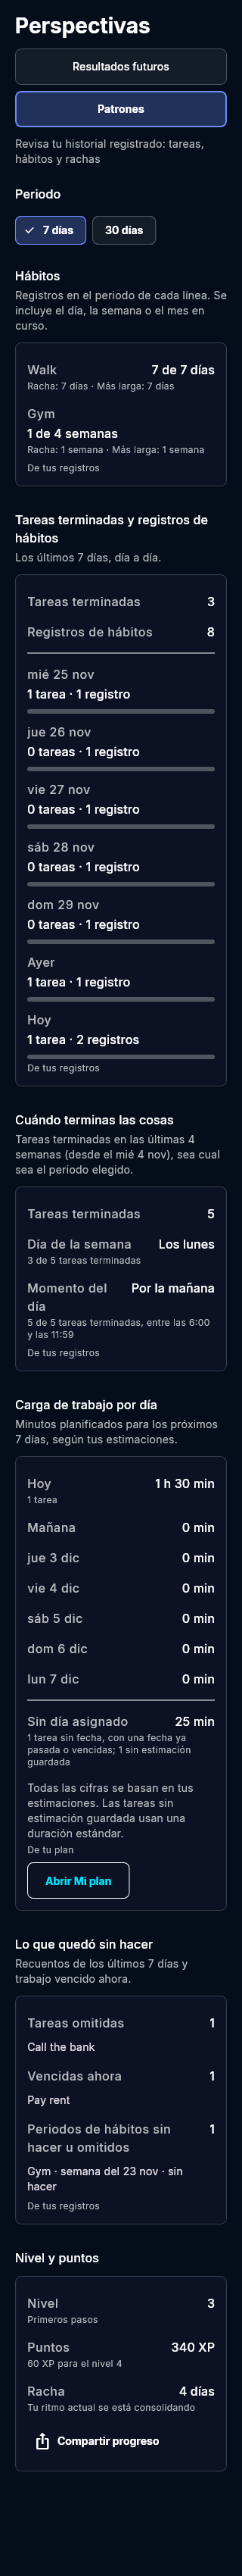 Perspectivas
Resultados futuros
Patrones
Revisa tu historial registrado: tareas,
hábitos y rachas
Periodo
7 días
30 días
Hábitos
Registros en el periodo de cada línea. Se
incluye el día, la semana o el mes en
curso.
Walk 7 de 7 días
Racha: 7 días · Más larga: 7 días
Gym
1 de 4 semanas
Racha: 1 semana · Más larga: 1 semana
De tus registros
Tareas terminadas y registros de
hábitos
Los últimos 7 días, día a día.
Tareas terminadas 3
Registros de hábitos 8
mié 25 nov
1 tarea · 1 registro
jue 26 nov
0 tareas · 1 registro
vie 27 nov
0 tareas · 1 registro
sáb 28 nov
0 tareas · 1 registro
dom 29 nov
0 tareas · 1 registro
Ayer
1 tarea · 1 registro
Hoy
1 tarea · 2 registros
De tus registros
Cuándo terminas las cosas
Tareas terminadas en las últimas 4
semanas (desde el mié 4 nov), sea cual
sea el periodo elegido.
Tareas terminadas 5
Día de la semana Los lunes
3 de 5 tareas terminadas
Momento del Por la mañana
día
5 de 5 tareas terminadas, entre las 6:00
y las 11:59
De tus registros
Carga de trabajo por día
Minutos planificados para los próximos
7 días, según tus estimaciones.
Hoy 1 h 30 min
1 tarea
Mañana 0 min
jue 3 dic 0 min
vie 4 dic 0 min
sáb 5 dic 0 min
dom 6 dic 0 min
lun 7 dic 0 min
Sin día asignado 25 min
1 tarea sin fecha, con una fecha ya
pasada o vencidas; 1 sin estimación
guardada
Todas las cifras se basan en tus
estimaciones. Las tareas sin
estimación guardada usan una
duración estándar.
De tu plan
Abrir Mi plan
Lo que quedó sin hacer
Recuentos de los últimos 7 días y
trabajo vencido ahora.
Tareas omitidas 1
Call the bank
Vencidas ahora 1
Pay rent
Periodos de hábitos sin 1
hacer u omitidos
Gym · semana del 23 nov · sin
hacer
De tus registros
Nivel y puntos
Nivel 3
Primeros pasos
Puntos 340 XP
60 XP para el nivel 4
Racha 4 días
Tu ritmo actual se está consolidando
Compartir progreso